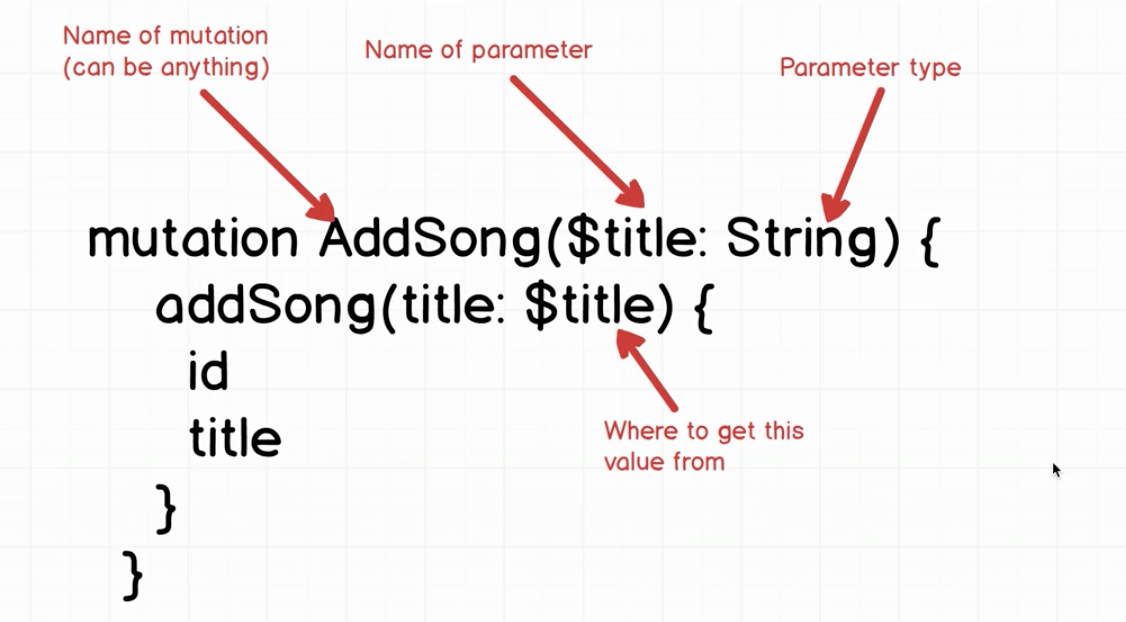 Name of mutation
(can be anything)
Name of parameter
Parameter type
mutation AddSong($title: String) {
addSong(title: $title) {
id
title
Where to get this
value from
}
}